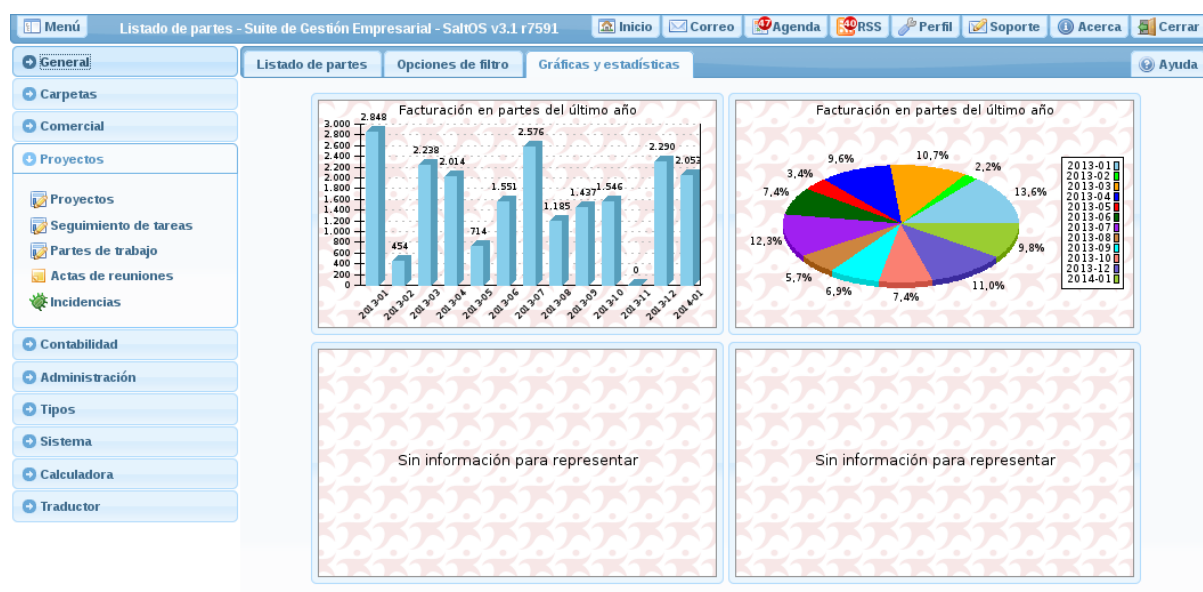 Menú
Listado de partes - Suite de Gestión Empresarial - SaltOS v3.1 r7591
Inicio
Correo
47
Agenda
40
RSS
Perfil
Soporte
Acerca
Cerrar
General
Carpetas
Comercial
Proyectos
Proyectos
Seguimiento de tareas
Partes de trabajo
Actas de reuniones
Incidencias
Contabilidad
Administración
Tipos
Sistema
Calculadora
Traductor
Listado de partes
Opciones de filtro
Gráficas y estadísticas
Ayuda
Facturación en partes del último año
3.000
2.800
2.600
2.400
2.200
2.000
1.800
1.600
1.400
1.200
1.000
800
600
400
200
0
2.848
454
2.238
2.014
714
1.551
2.576
1.185
1.437
1.546
0
2.290
2.052
2013-01
2013-02
2013-03
2013-04
2013-05
2013-06
2013-07
2013-08
2013-09
2013-10
2013-11
2013-12
2014-01
Facturación en partes del último año
13,6%
2,2%
10,7%
9,6%
3,4%
7,4%
12,3%
5,7%
6,9%
7,4%
11,0%
9,8%
2013-01
2013-02
2013-03
2013-04
2013-05
2013-06
2013-07
2013-08
2013-09
2013-10
2013-12
2014-01
Sin información para representar
Sin información para representar